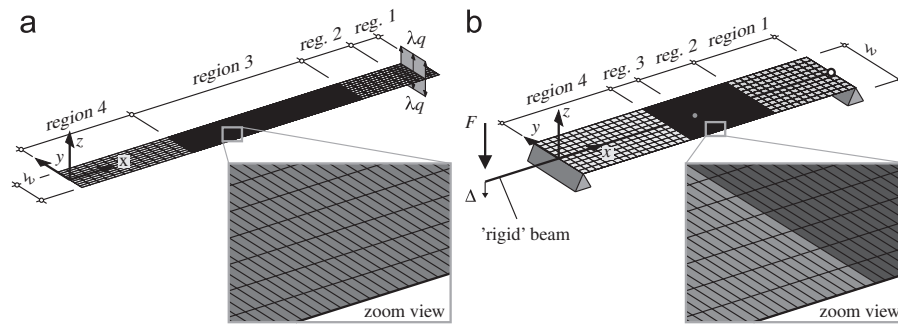 a
region 4
region 3
reg. 2
reg. 1
λq
λq
z
y
x
w
zoom view
b
region 4
reg. 3
reg. 2
region 1
w
F
Δ
z
y
x
'rigid' beam
zoom view